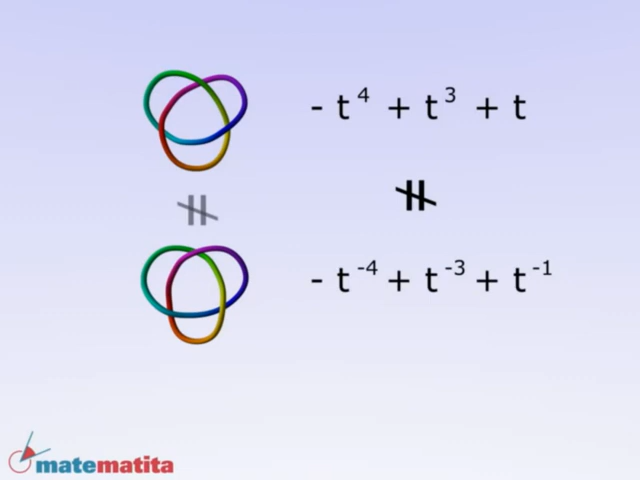 - t⁴ + t³ + t
≠
- t⁻⁴ + t⁻³ + t⁻¹
matematita